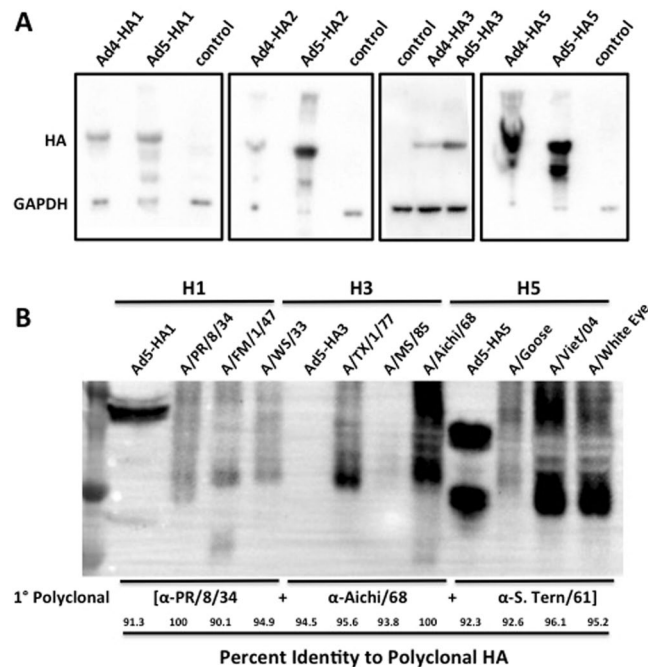 A
Ad4-HA1 Ad5-HA1 control Ad4-HA2 Ad5-HA2 control control Ad4-HA3 Ad5-HA3 Ad4-HA5 Ad5-HA5 control
HA
GAPDH
H1 H3 H5
B
Ad5-HA1 A/PR/8/34 A/FM/1/47 A/WS/33 Ad5-HA3 A/TX/1/77 A/MS/85 A/Aichi/68 Ad5-HA5 A/Goose A/Viet/04 A/White Eye
1° Polyclonal [α-PR/8/34 + α-Aichi/68 + α-S. Tern/61]
91.3 100 90.1 94.9 94.5 95.6 93.8 100 92.3 92.6 96.1 95.2
Percent Identity to Polyclonal HA